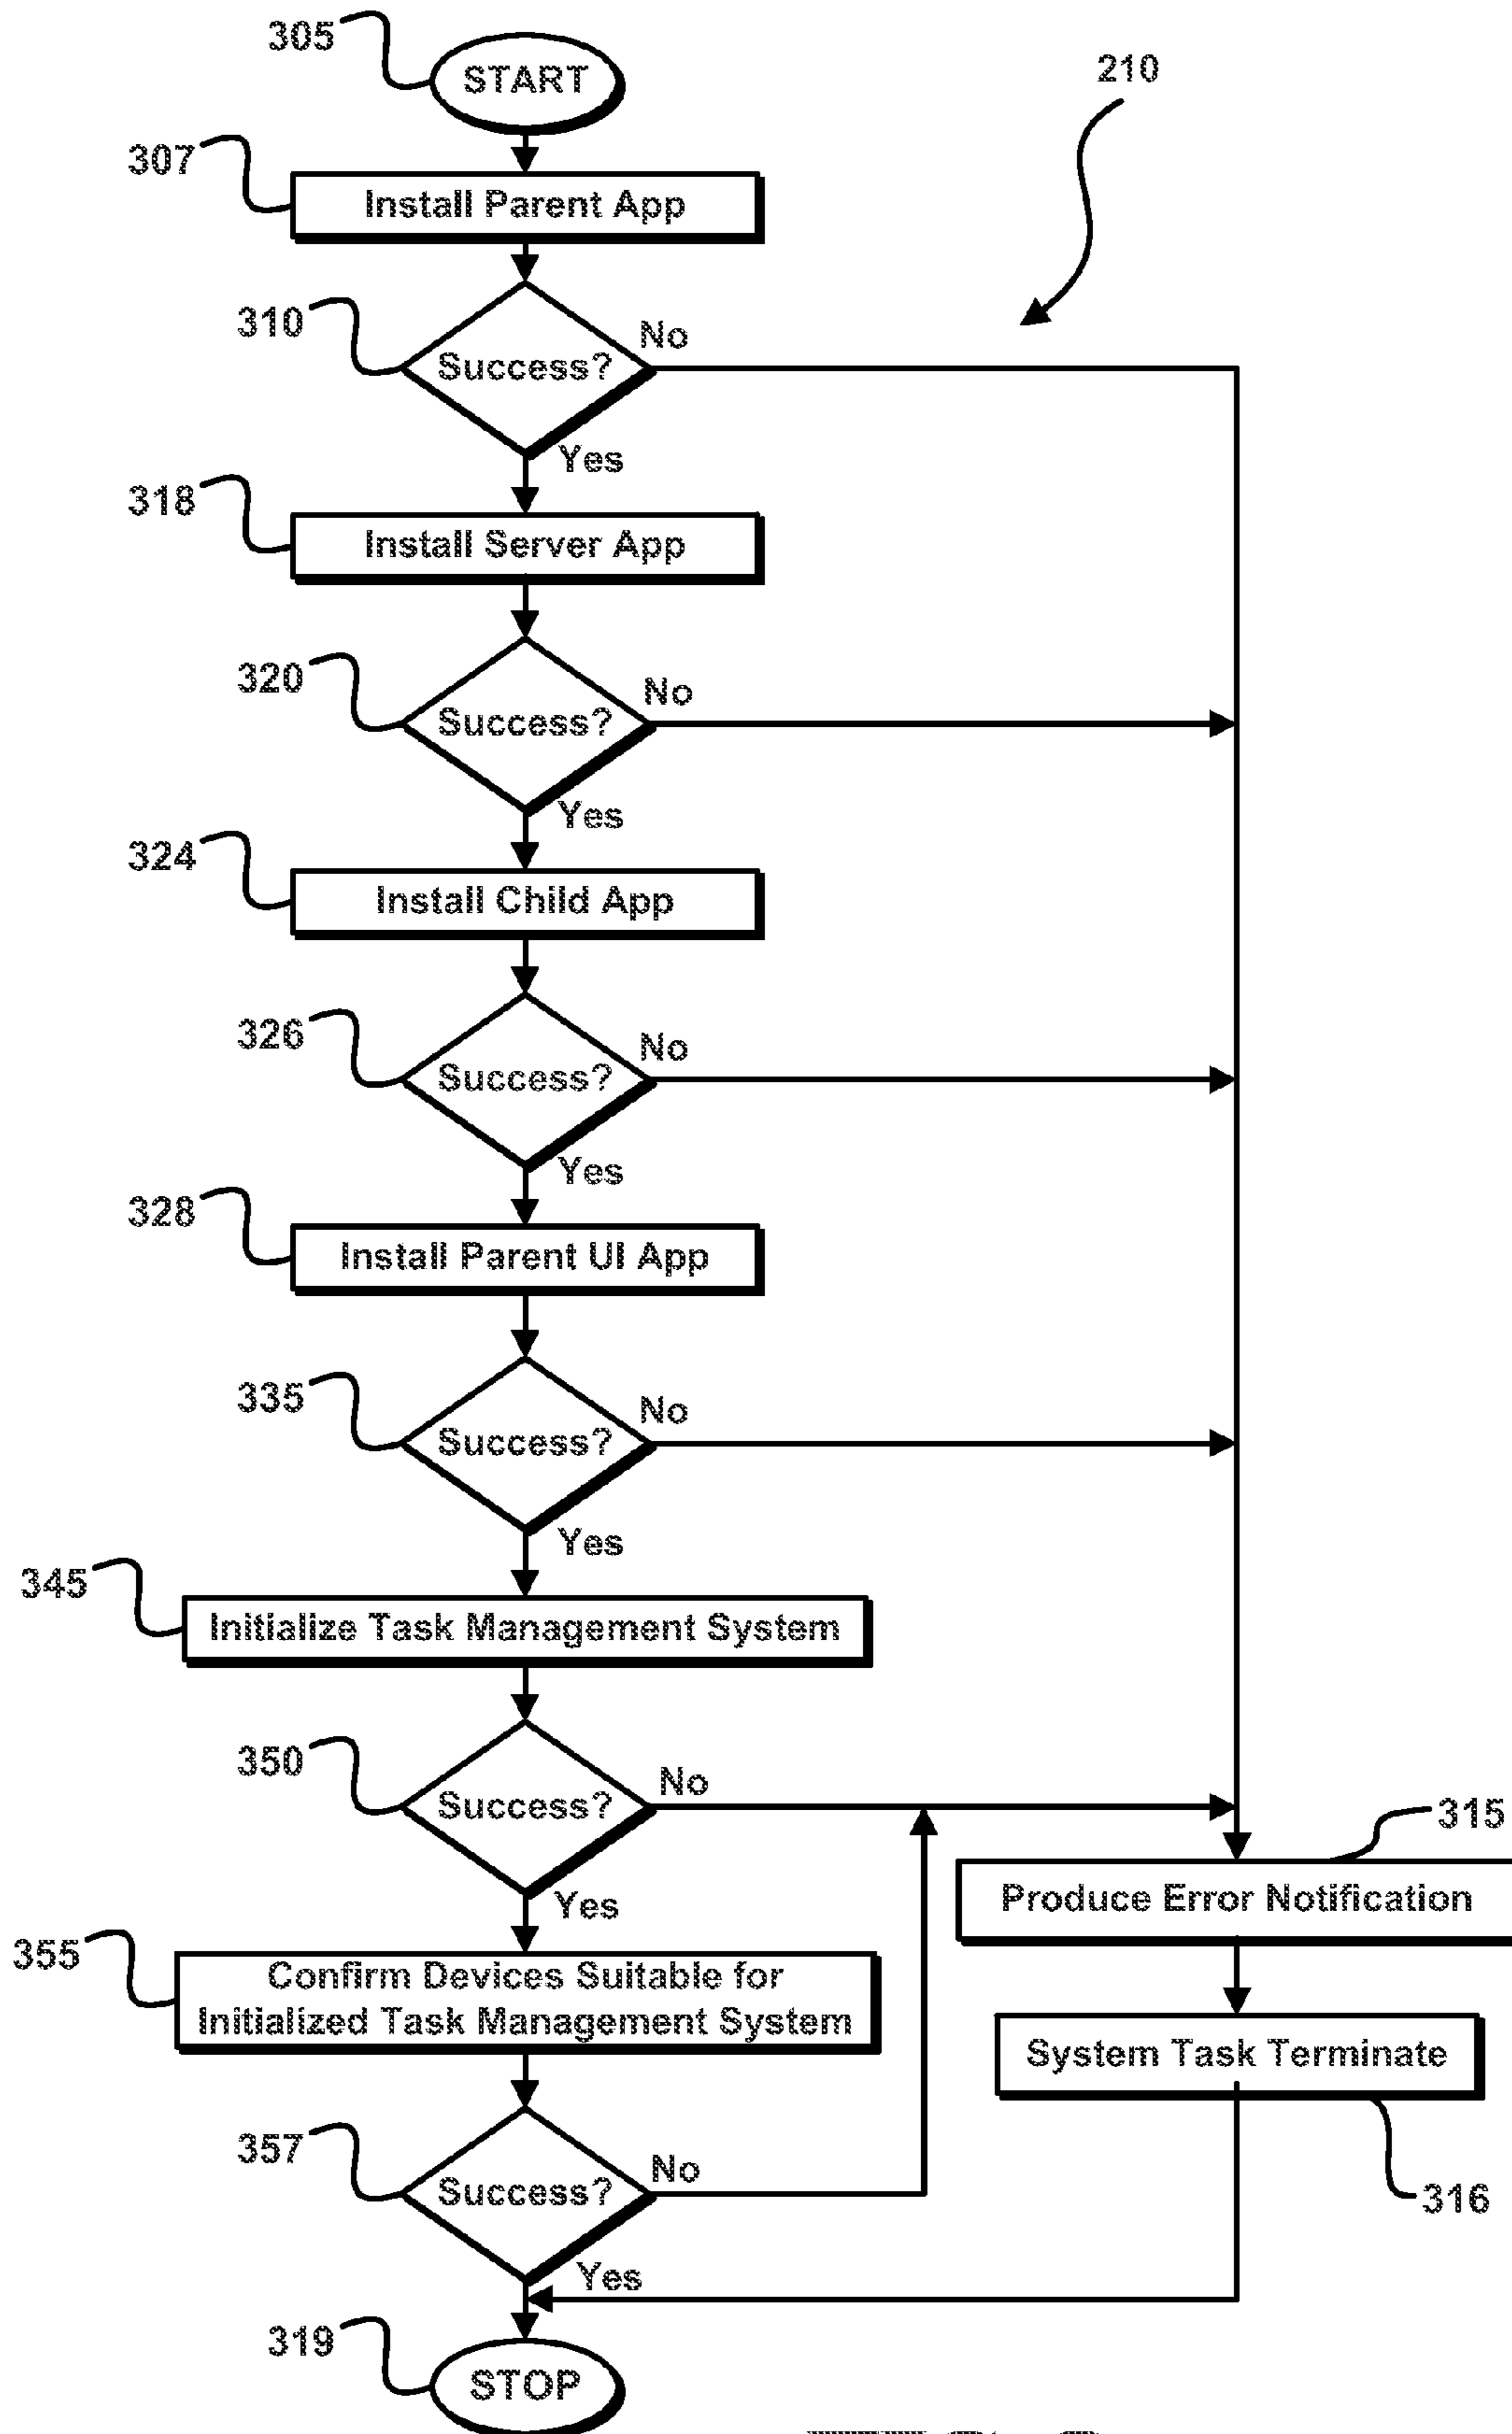 305
START
210
307
Install Parent App
310
Success?
No
Yes
318
Install Server App
320
Success?
No
Yes
324
Install Child App
326
Success?
No
Yes
328
Install Parent UI App
335
Success?
No
Yes
345
Initialize Task Management System
350
Success?
No
Yes
315
Produce Error Notification
355
Confirm Devices Suitable for
Initialized Task Management System
System Task Terminate
316
357
Success?
No
Yes
319
STOP